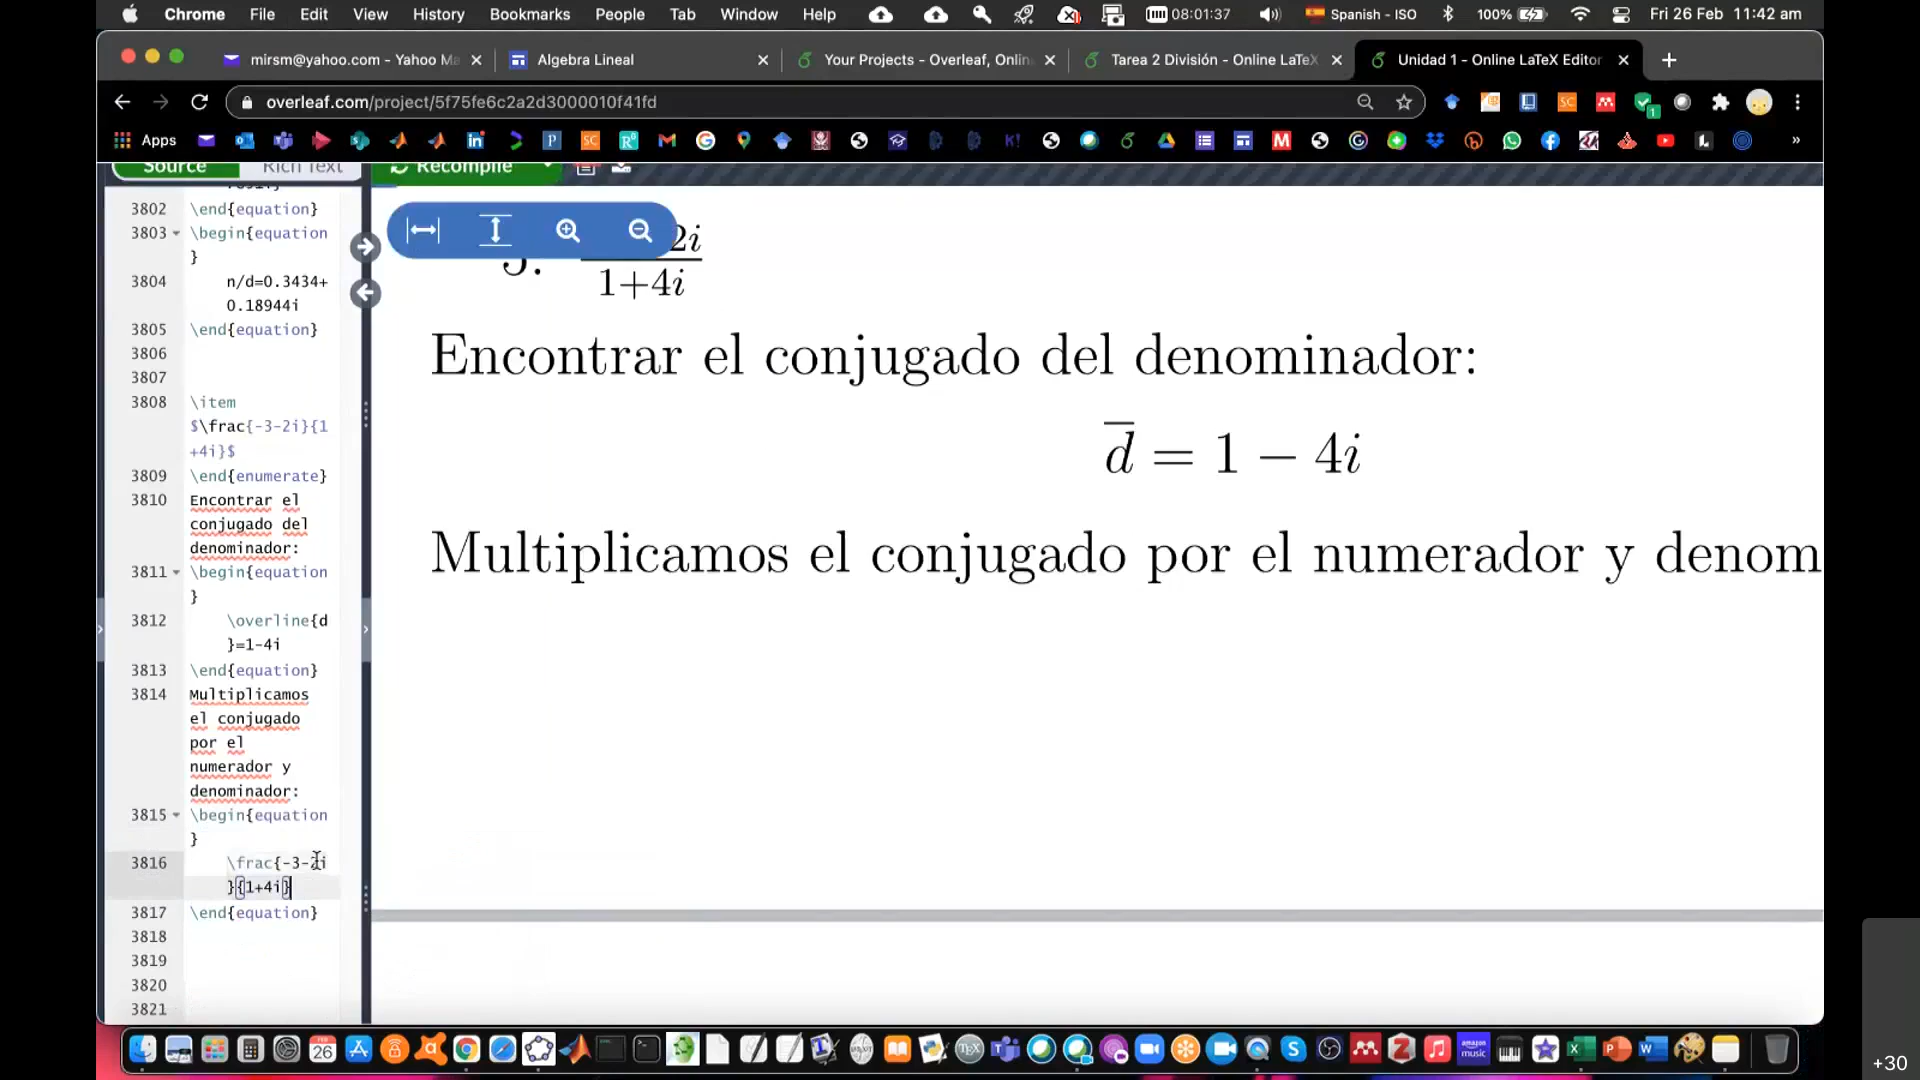 Chrome File Edit View History Bookmarks People Tab Window Help 08:01:37 Spanish - ISO 100% Fri 26 Feb 11:42 am
mirsm@yahoo.com - Yahoo Ma Algebra Lineal Your Projects - Overleaf, Onlin Tarea 2 División - Online LaTeX Unidad 1 - Online LaTeX Editor
overleaf.com/project/5f75fe6c2a2d3000010f41fd
Apps
Source Rich Text Recompile
3802 \end{equation}
3803 \begin{equation
}
3804 n/d=0.3434+
0.18944i
3805 \end{equation}
3806
3807
3808 \item
$\frac{-3-2i}{1
+4i}$
3809 \end{enumerate}
3810 Encontrar el
conjugado del
denominador:
3811 \begin{equation
}
3812 \overline{d
}=1-4i
3813 \end{equation}
3814 Multiplicamos
el conjugado
por el
numerador y
denominador:
3815 \begin{equation
}
3816 \frac{-3-2i
}{1+4i}
3817 \end{equation}
3818
3819
3820
3821
2i
1+4i
Encontrar el conjugado del denominador:
d̅ = 1 − 4i
Multiplicamos el conjugado por el numerador y denom
+30